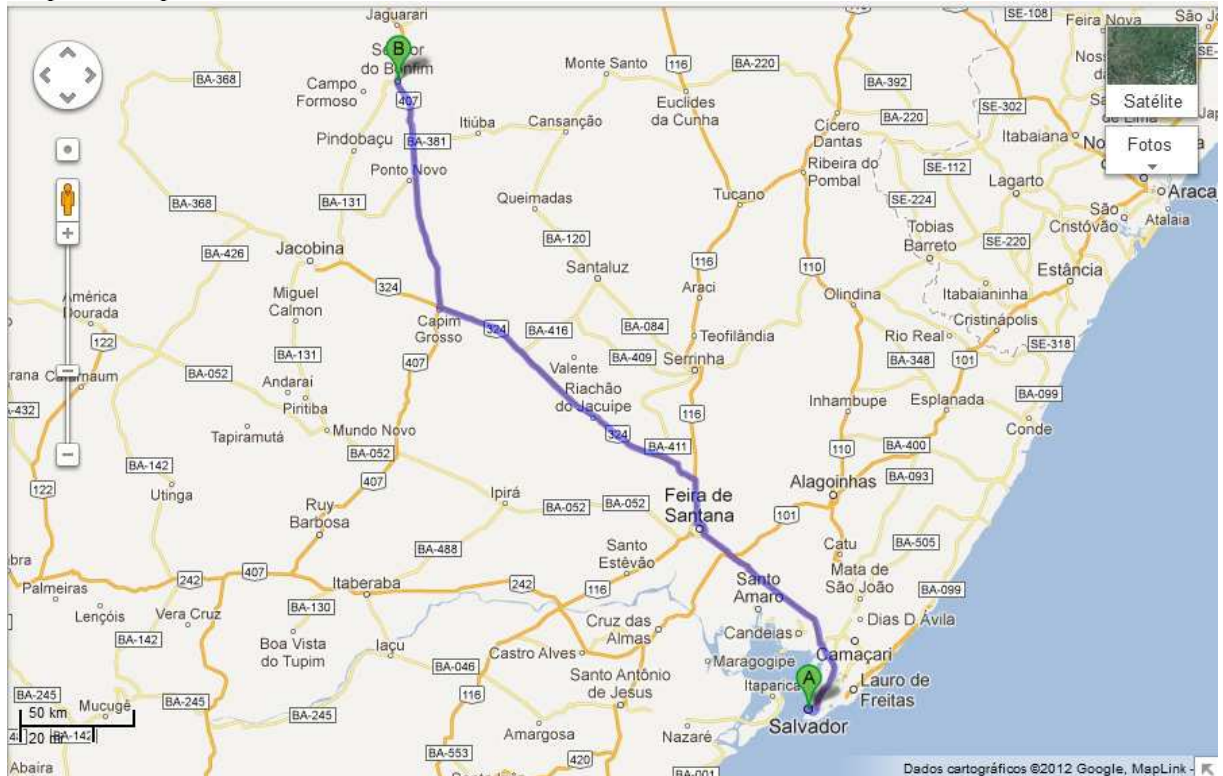 Jaguarari
SE-108
Feira Nova
B
Senhor
do Bonfim
Monte Santo
116
BA-220
BA-368
Campo
Formoso
407
Euclides
da Cunha
BA-392
SE-302
Satélite
Itiúba
Cansanção
Cícero
Dantas
BA-220
Itabaiana
Fotos
Pindobaçu
BA-381
Ponto Novo
Ribeira do
Pombal
SE-112
Lagarto
BA-368
BA-131
Queimadas
Tucano
SE-224
São
Cristóvão
Atalaia
Tobias
Barreto
SE-220
BA-426
Jacobina
BA-120
116
110
Estância
Santaluz
324
Araci
Olindina
Itabaianinha
América
Dourada
Miguel
Calmon
Capim
Grosso
324
BA-416
BA-084
Teofilândia
Cristinápolis
Rio Real
SE-318
122
BA-131
407
BA-409
Serrinha
BA-348
101
BA-052
Valente
Andaraí
Riachão
do Jacuipe
BA-099
Piritiba
116
Inhambupe
Esplanada
Tapiramutá
Mundo Novo
324
BA-411
Conde
BA-052
110
BA-400
BA-142
BA-093
122
407
Alagoinhas
Utinga
Ipirá
BA-052
BA-052
Feira de
Santana
101
Ruy
Barbosa
BA-488
Santo
Estêvão
Catu
BA-505
242
407
Itaberaba
242
116
Santo
Amaro
Mata de
São João
BA-099
Palmeiras
Lençóis
Vera Cruz
BA-130
Cruz das
Almas
Dias D Ávila
BA-142
Boa Vista
do Tupim
Iaçu
Candeias
Camaçari
Castro Alves
BA-046
Maragogipe
A
Santo Antônio
de Jesus
Itaparica
Lauro de
Freitas
BA-245
Mucugê
116
50 km
BA-245
BA-245
Salvador
20 mi
BA-142
Amargosa
Nazaré
BA-553
420
Abaira
BA-001
Dados cartográficos ©2012 Google, MapLink -